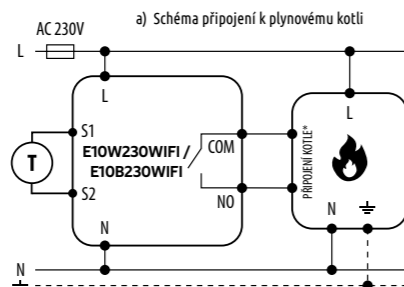 a) Schéma připojení k plynovému kotli
AC 230V
L
L
L
S1
E10W230WIFI /
E10B230WIFI
COM
T
S2
NO
PŘIPOJENÍ KOTLE*
N
N
N